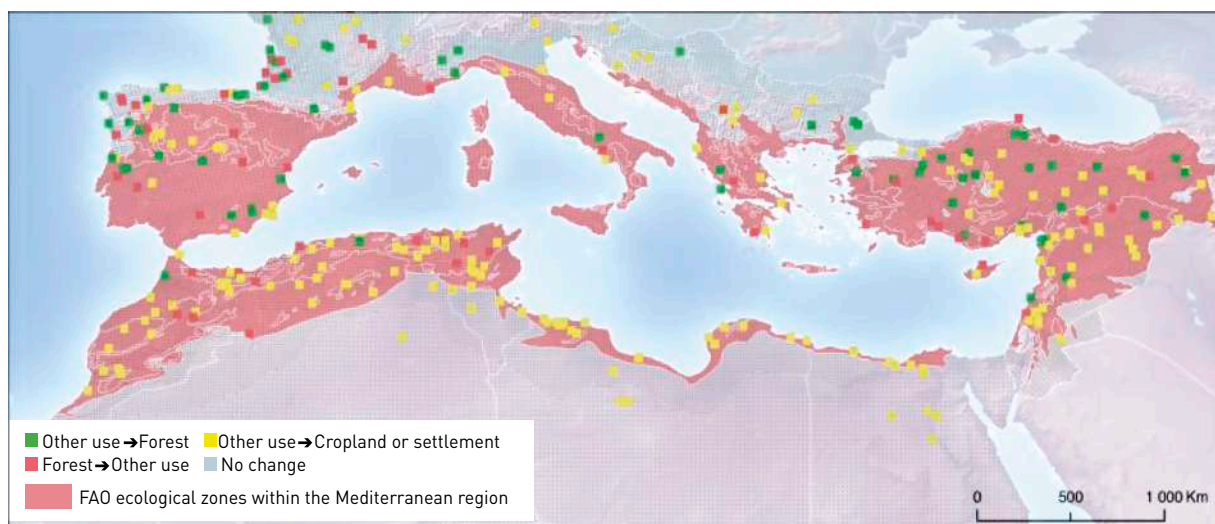 Other use➔Forest
Other use➔Cropland or settlement
Forest➔Other use
No change
FAO ecological zones within the Mediterranean region
0 500 1 000 Km